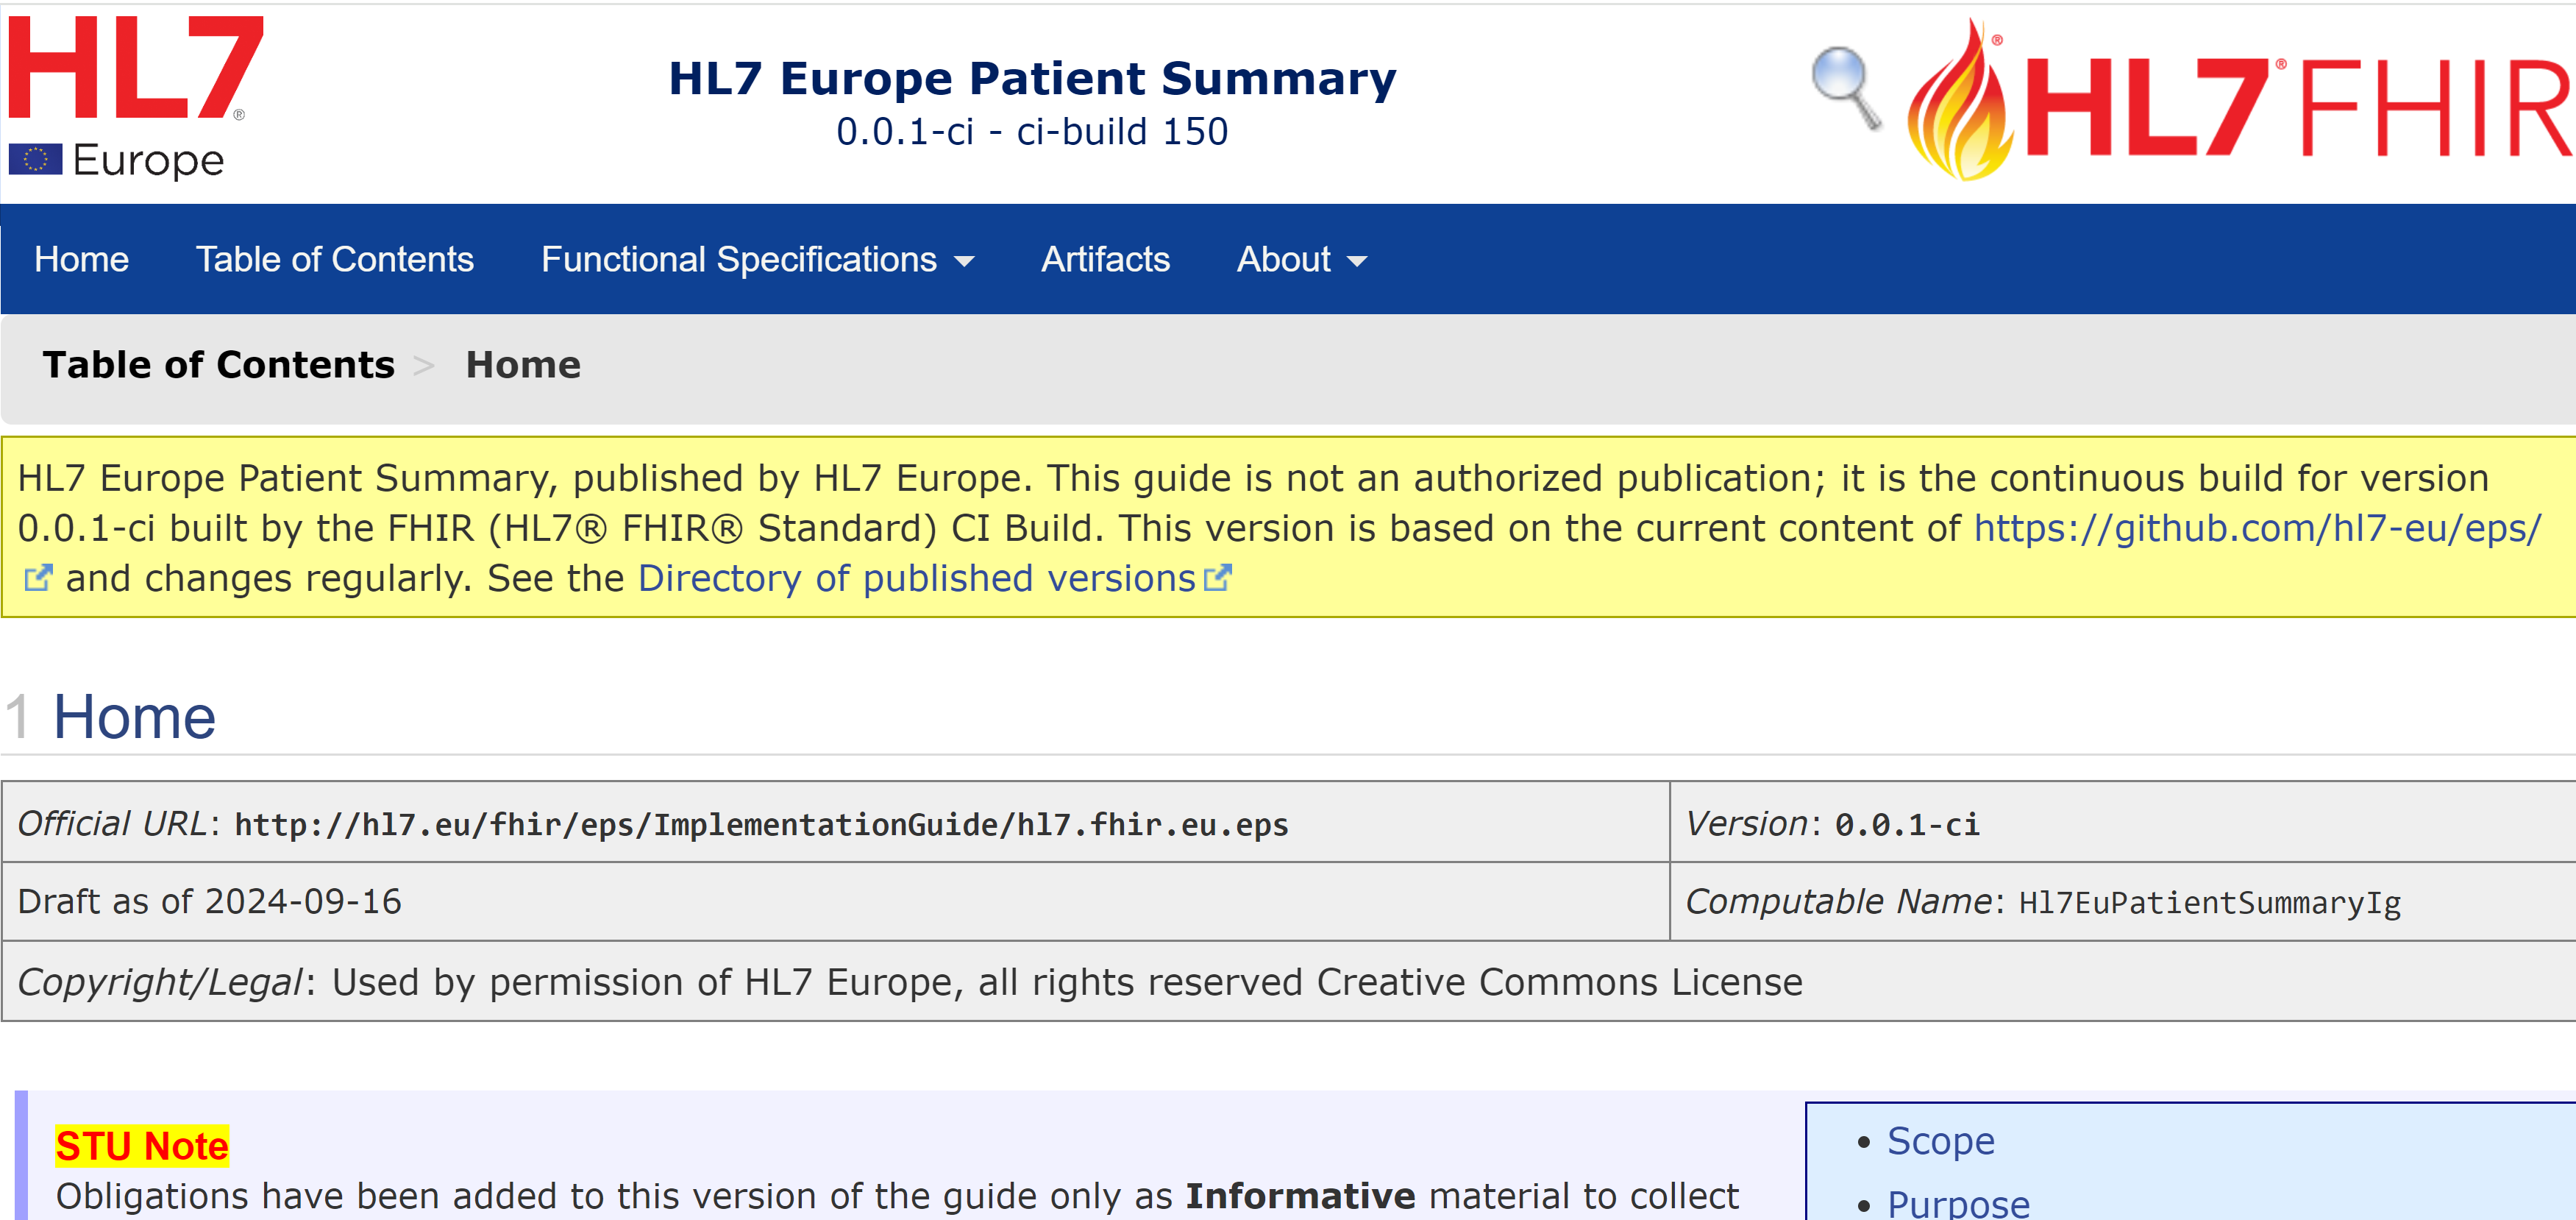 HL7®
Europe
HL7 Europe Patient Summary
0.0.1-ci - ci-build 150
® HL7® FHIR
Home Table of Contents Functional Specifications Artifacts About
Table of Contents > Home
HL7 Europe Patient Summary, published by HL7 Europe. This guide is not an authorized publication; it is the continuous build for version
0.0.1-ci built by the FHIR (HL7® FHIR® Standard) CI Build. This version is based on the current content of https://github.com/hl7-eu/eps/
and changes regularly. See the Directory of published versions
1 Home
Official URL: http://hl7.eu/fhir/eps/ImplementationGuide/hl7.fhir.eu.eps Version: 0.0.1-ci
Draft as of 2024-09-16 Computable Name: Hl7EuPatientSummaryIg
Copyright/Legal: Used by permission of HL7 Europe, all rights reserved Creative Commons License
STU Note
Obligations have been added to this version of the guide only as Informative material to collect
• Scope
• Purpose